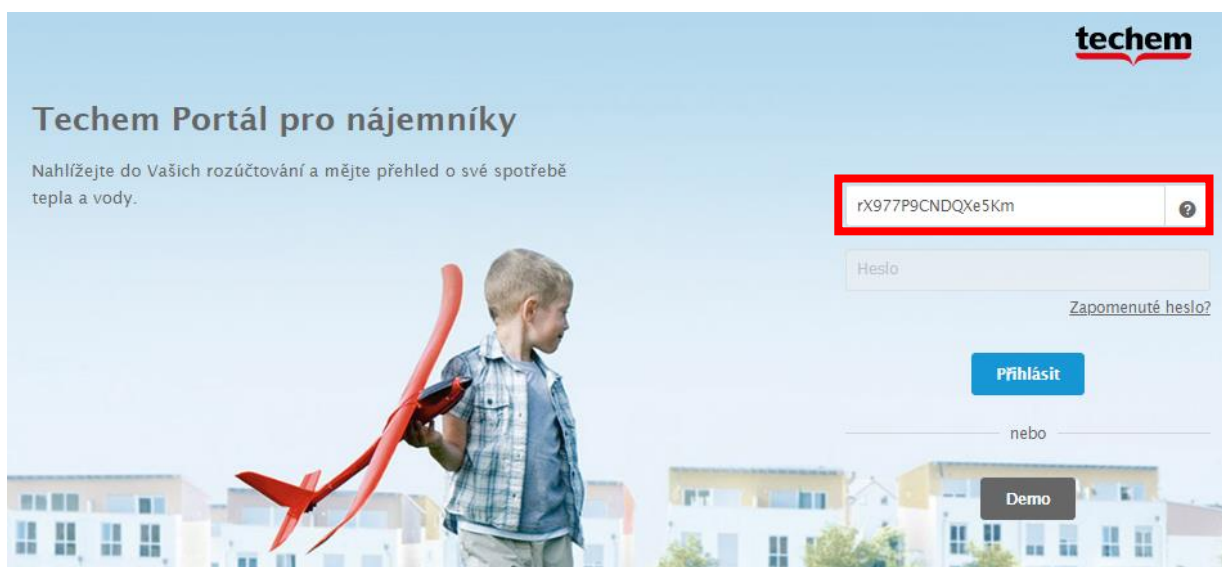 techem
Techem Portál pro nájemníky
Nahlížejte do Vašich rozúčtování a mějte přehled o své spotřebě
tepla a vody.
rX977P9CNDQXe5Km
?
Heslo
Zapomenuté heslo?
Přihlásit
nebo
Demo